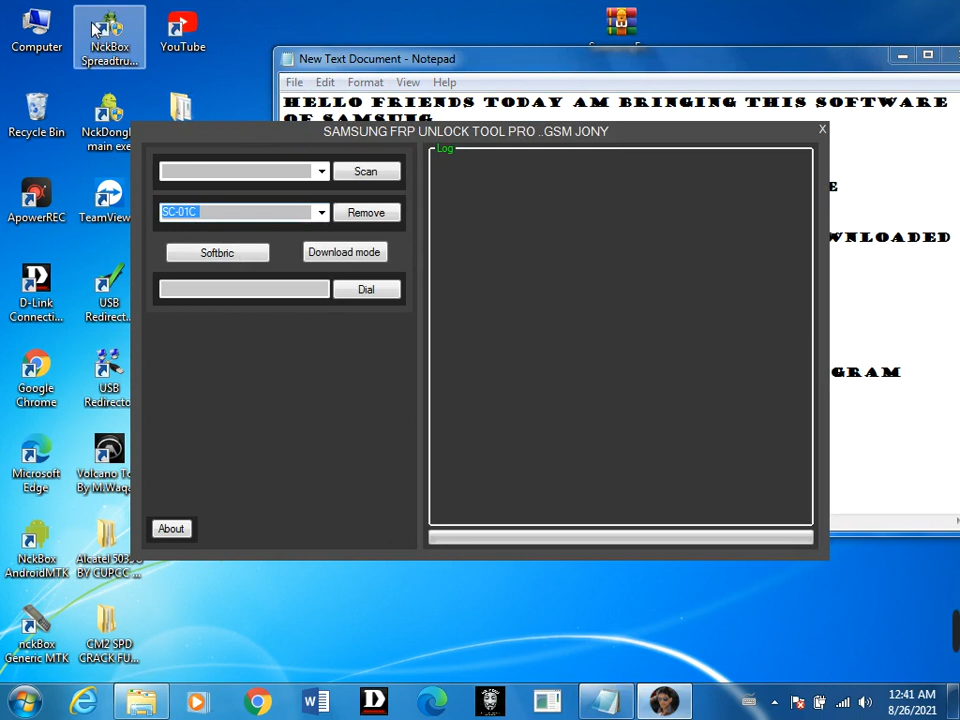 Computer
NckBox
Spreadtru...
YouTube
Recycle Bin
NckDongl
main exe
ApowerREC
TeamView
D-Link
Connecti...
USB
Redirect
Google
Chrome
USB
Redirecto
Microsoft
Edge
Volcano To
By M.Waqa
NckBox
AndroidMTK
BY CUPCC ...
nckBox
Generic MTK
CM2 SPD
CRACK FU...
New Text Document - Notepad
File Edit Format View Help
HELLO FRIENDS TODAY AM BRINGING THIS SOFTWARE
OF SAMSUNG
E
WNLOADED
GRAM
SAMSUNG FRP UNLOCK TOOL PRO ..GSM JONY
X
Scan
SC-01C
Remove
Softbric
Download mode
Dial
About
Log
12:41 AM
8/26/2021